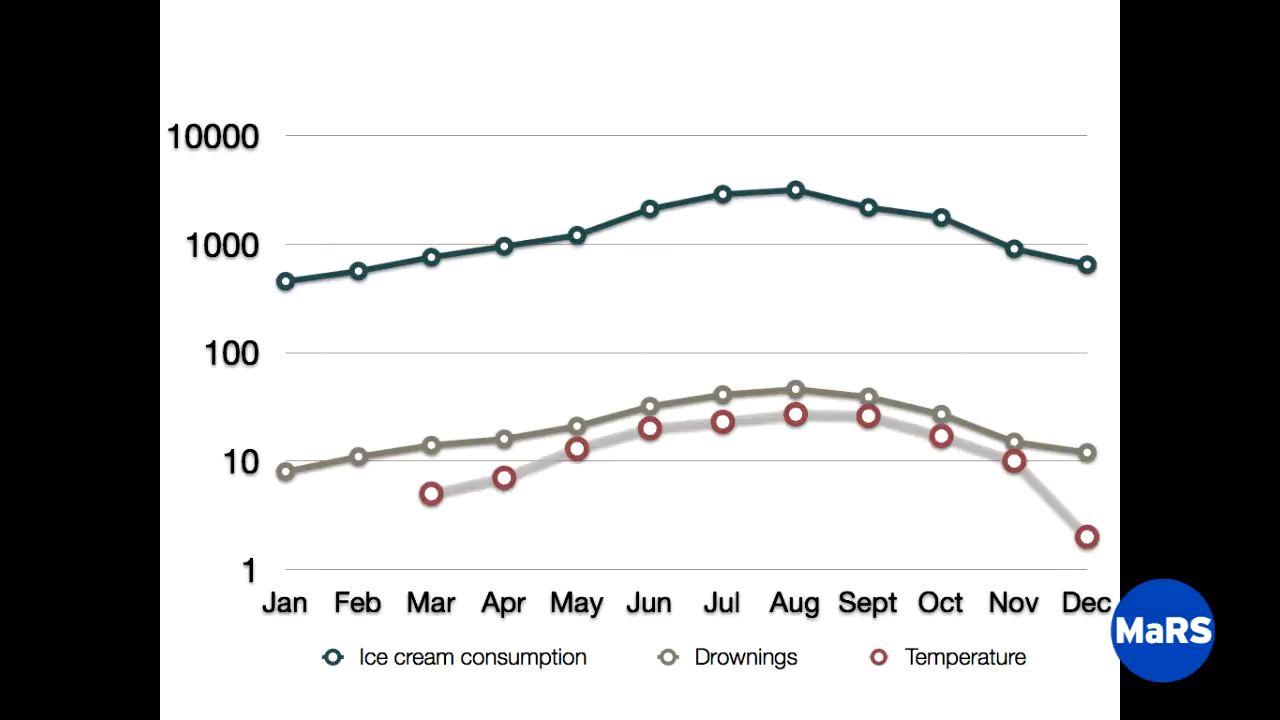 10000
1000
100
10
1
Jan Feb Mar Apr May Jun Jul Aug Sept Oct Nov Dec
Ice cream consumption Drownings Temperature
MaRS